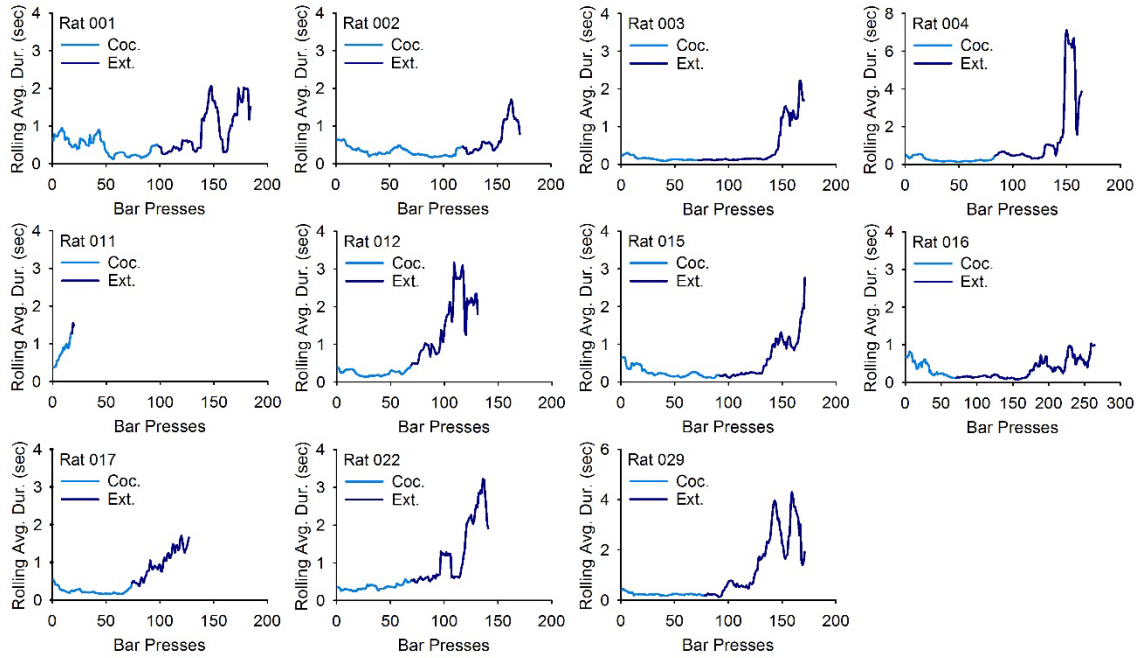 Rat 001
Coc.
Ext.
Rolling Avg. Dur. (sec)
4
3
2
1
0
0 50 100 150 200
Bar Presses
Rat 002
Coc.
Ext.
Rolling Avg. Dur. (sec)
4
3
2
1
0
0 50 100 150 200
Bar Presses
Rat 003
Coc.
Ext.
Rolling Avg. Dur. (sec)
4
3
2
1
0
0 50 100 150 200
Bar Presses
Rat 004
Coc.
Ext.
Rolling Avg. Dur. (sec)
8
6
4
2
0
0 50 100 150 200
Bar Presses
Rat 011
Coc.
Ext.
Rolling Avg. Dur. (sec)
4
3
2
1
0
0 50 100 150 200
Bar Presses
Rat 012
Coc.
Ext.
Rolling Avg. Dur. (sec)
4
3
2
1
0
0 50 100 150 200
Bar Presses
Rat 015
Coc.
Ext.
Rolling Avg. Dur. (sec)
4
3
2
1
0
0 50 100 150 200
Bar Presses
Rat 016
Coc.
Ext.
Rolling Avg. Dur. (sec)
4
3
2
1
0
0 50 100 150 200 250 300
Bar Presses
Rat 017
Coc.
Ext.
Rolling Avg. Dur. (sec)
4
3
2
1
0
0 50 100 150 200
Bar Presses
Rat 022
Coc.
Ext.
Rolling Avg. Dur. (sec)
4
3
2
1
0
0 50 100 150 200
Bar Presses
Rat 029
Coc.
Ext.
Rolling Avg. Dur. (sec)
6
4
2
0
0 50 100 150 200
Bar Presses